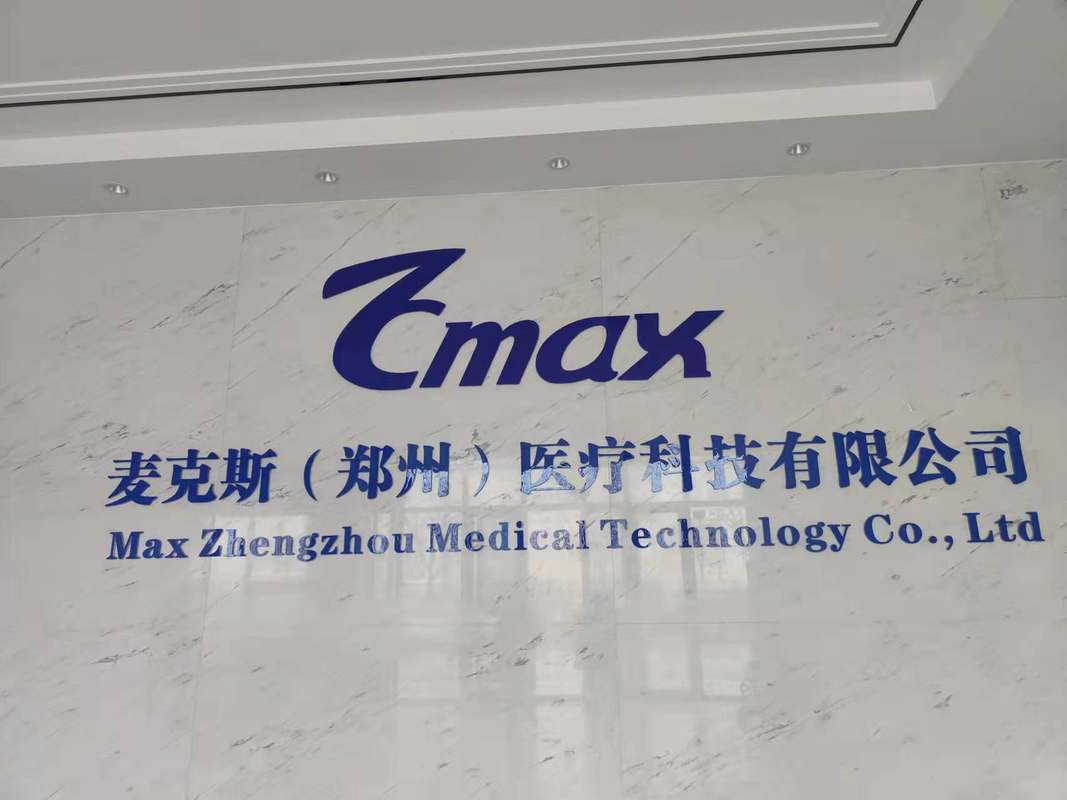 Zcmax
麦克斯（郑州）医疗科技有限公司
Max Zhengzhou Medical Technology Co., Ltd